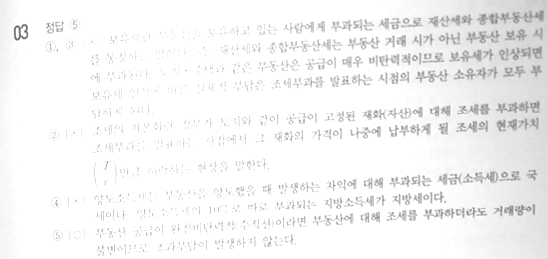 03 정답 ⑤
①, ③ [×] 보유세란 부동산을 보유하고 있는 사람에게 부과되는 세금으로 재산세와 종합부동산세
를 통칭하는 말이다. 즉, 재산세와 종합부동산세는 부동산 거래 시가 아닌 부동산 보유 시
에 부과된다. 토지·주택과 같은 부동산은 공급이 매우 비탄력적이므로 보유세가 인상되면
보유세 인상에 따른 실제적 부담은 조세부과를 발표하는 시점의 부동산 소유자가 모두 부
담하게 된다.
② [×] 조세의 자본화란 정부가 토지와 같이 공급이 고정된 재화(자산)에 대해 조세를 부과하면
조세부과를 발표하는 시점에서 그 재화의 가격이 나중에 납부하게 될 조세의 현재가치
(T/r)만큼 하락하는 현상을 말한다.
④ [×] 양도소득세는 부동산을 양도했을 때 발생하는 차익에 대해 부과되는 세금(소득세)으로 국
세이다. 양도소득세의 10%로 따로 부과되는 지방소득세가 지방세이다.
⑤ [○] 부동산 공급이 완전비탄력적(수직선)이라면 부동산에 대해 조세를 부과하더라도 거래량이
불변이므로 초과부담이 발생하지 않는다.